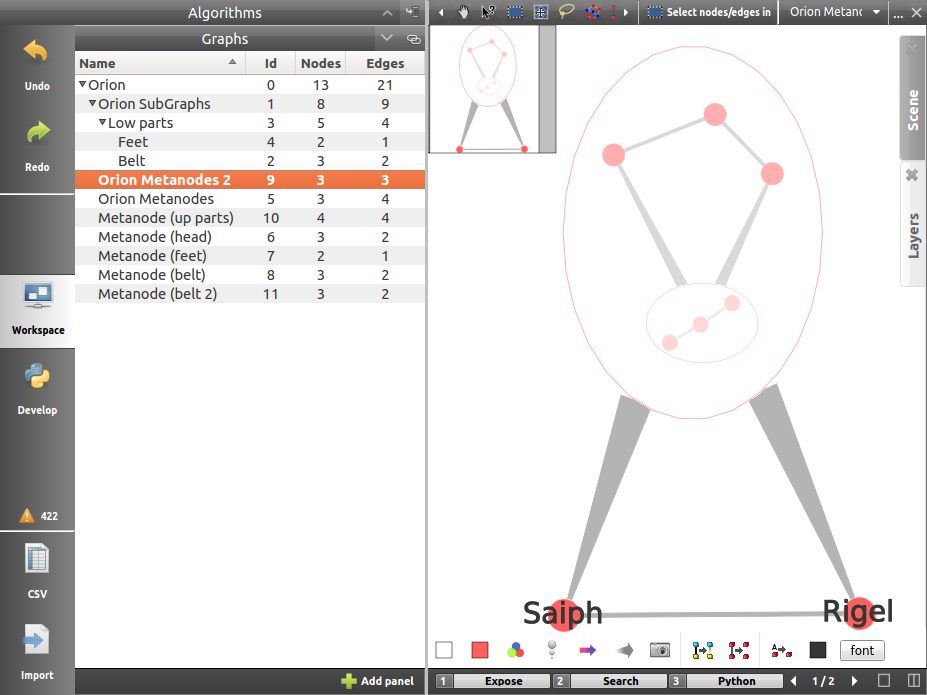 Algorithms
Graphs
Name Id Nodes Edges
Orion 0 13 21
Orion SubGraphs 1 8 9
Low parts 3 5 4
Feet 4 2 1
Belt 2 3 2
Orion Metanodes 2 9 3 3
Orion Metanodes 5 3 4
Metanode (up parts) 10 4 4
Metanode (head) 6 3 2
Metanode (feet) 7 2 1
Metanode (belt) 8 3 2
Metanode (belt 2) 11 3 2
Undo
Redo
Workspace
Develop
422
CSV
Import
Add panel
Select nodes/edges in
Orion Metanc
...
Scene
Layers
Saiph
Rigel
font
1 Expose 2 Search 3 Python 1 / 2